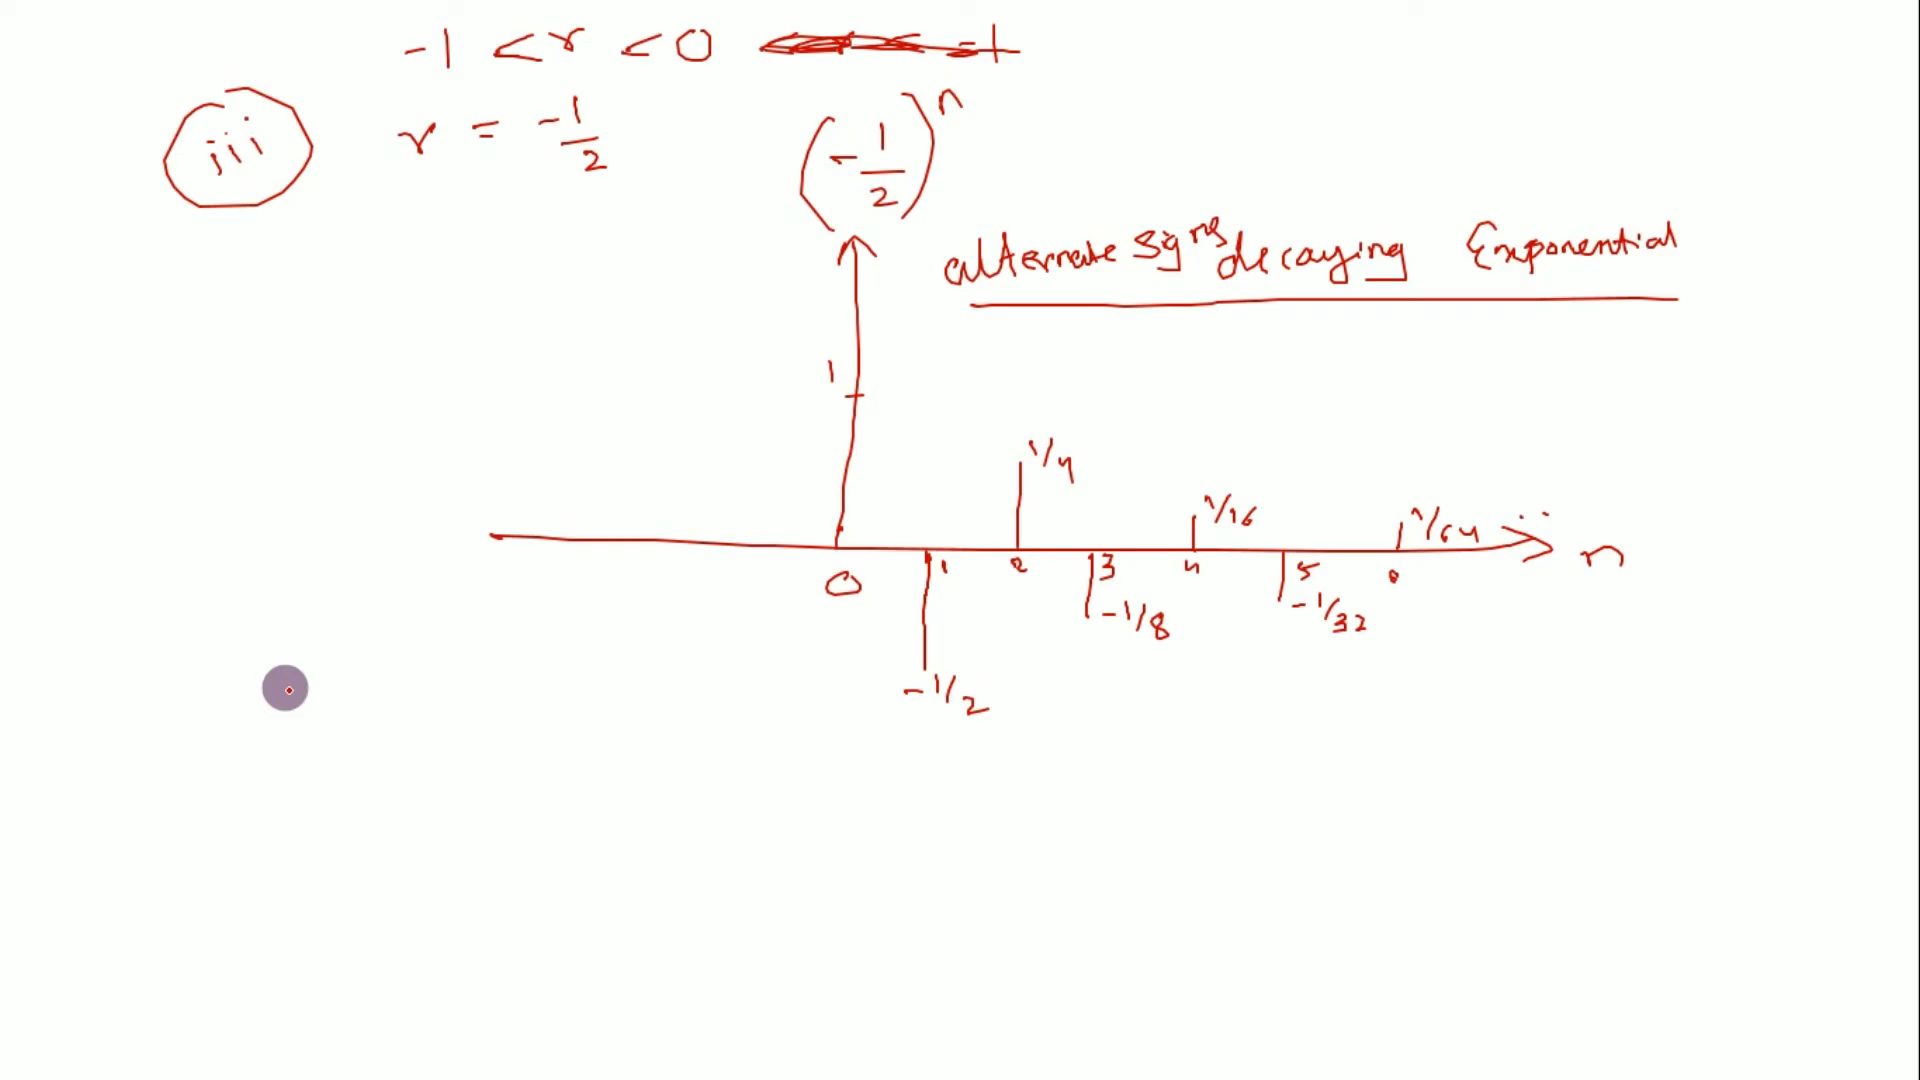 -1 < r < 0
iii
r = -1/2
(-1/2)^n
alternate signs decaying Exponential
1
1/4
1/16
1/64 ...
n
0 1 2 3 4 5
-1/8
-1/32
-1/2